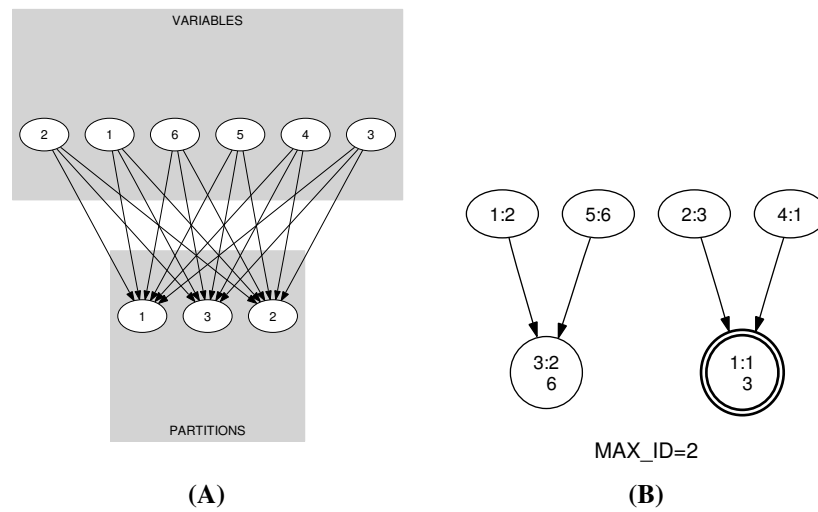 VARIABLES
2 1 6 5 4 3
1 3 2
PARTITIONS
(A)
1:2 5:6 2:3 4:1
3:2 1:1
6 3
MAX_ID=2
(B)